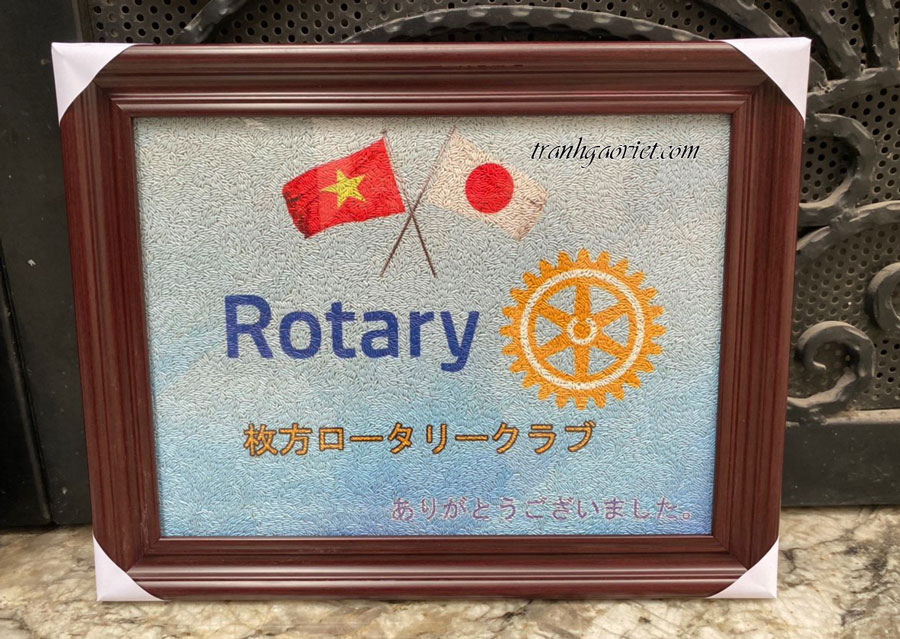 tranhgaoviet.com
Rotary
枚方ロータリークラブ
ありがとうございました。